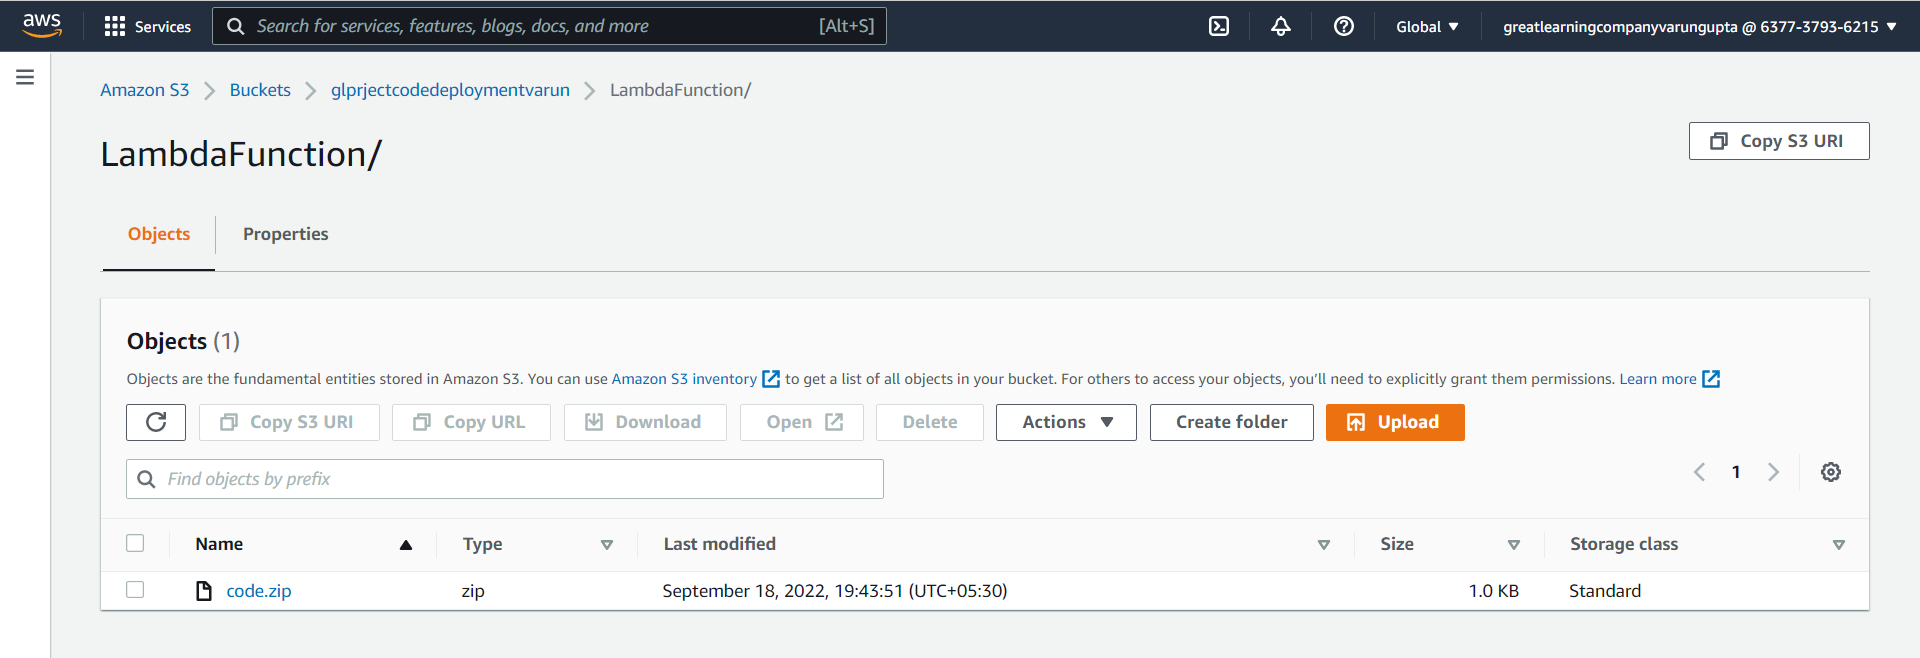 aws Services Search for services, features, blogs, docs, and more [Alt+S] Global greatlearningcompanyvarungupta @ 6377-3793-6215
Amazon S3 Buckets glprjectcodedeploymentvarun LambdaFunction/
LambdaFunction/
Copy S3 URI
Objects Properties
Objects (1)
Objects are the fundamental entities stored in Amazon S3. You can use Amazon S3 inventory to get a list of all objects in your bucket. For others to access your objects, you'll need to explicitly grant them permissions. Learn more
Copy S3 URI Copy URL Download Open Delete Actions Create folder Upload
Find objects by prefix 1
Name Type Last modified Size Storage class
code.zip zip September 18, 2022, 19:43:51 (UTC+05:30) 1.0 KB Standard